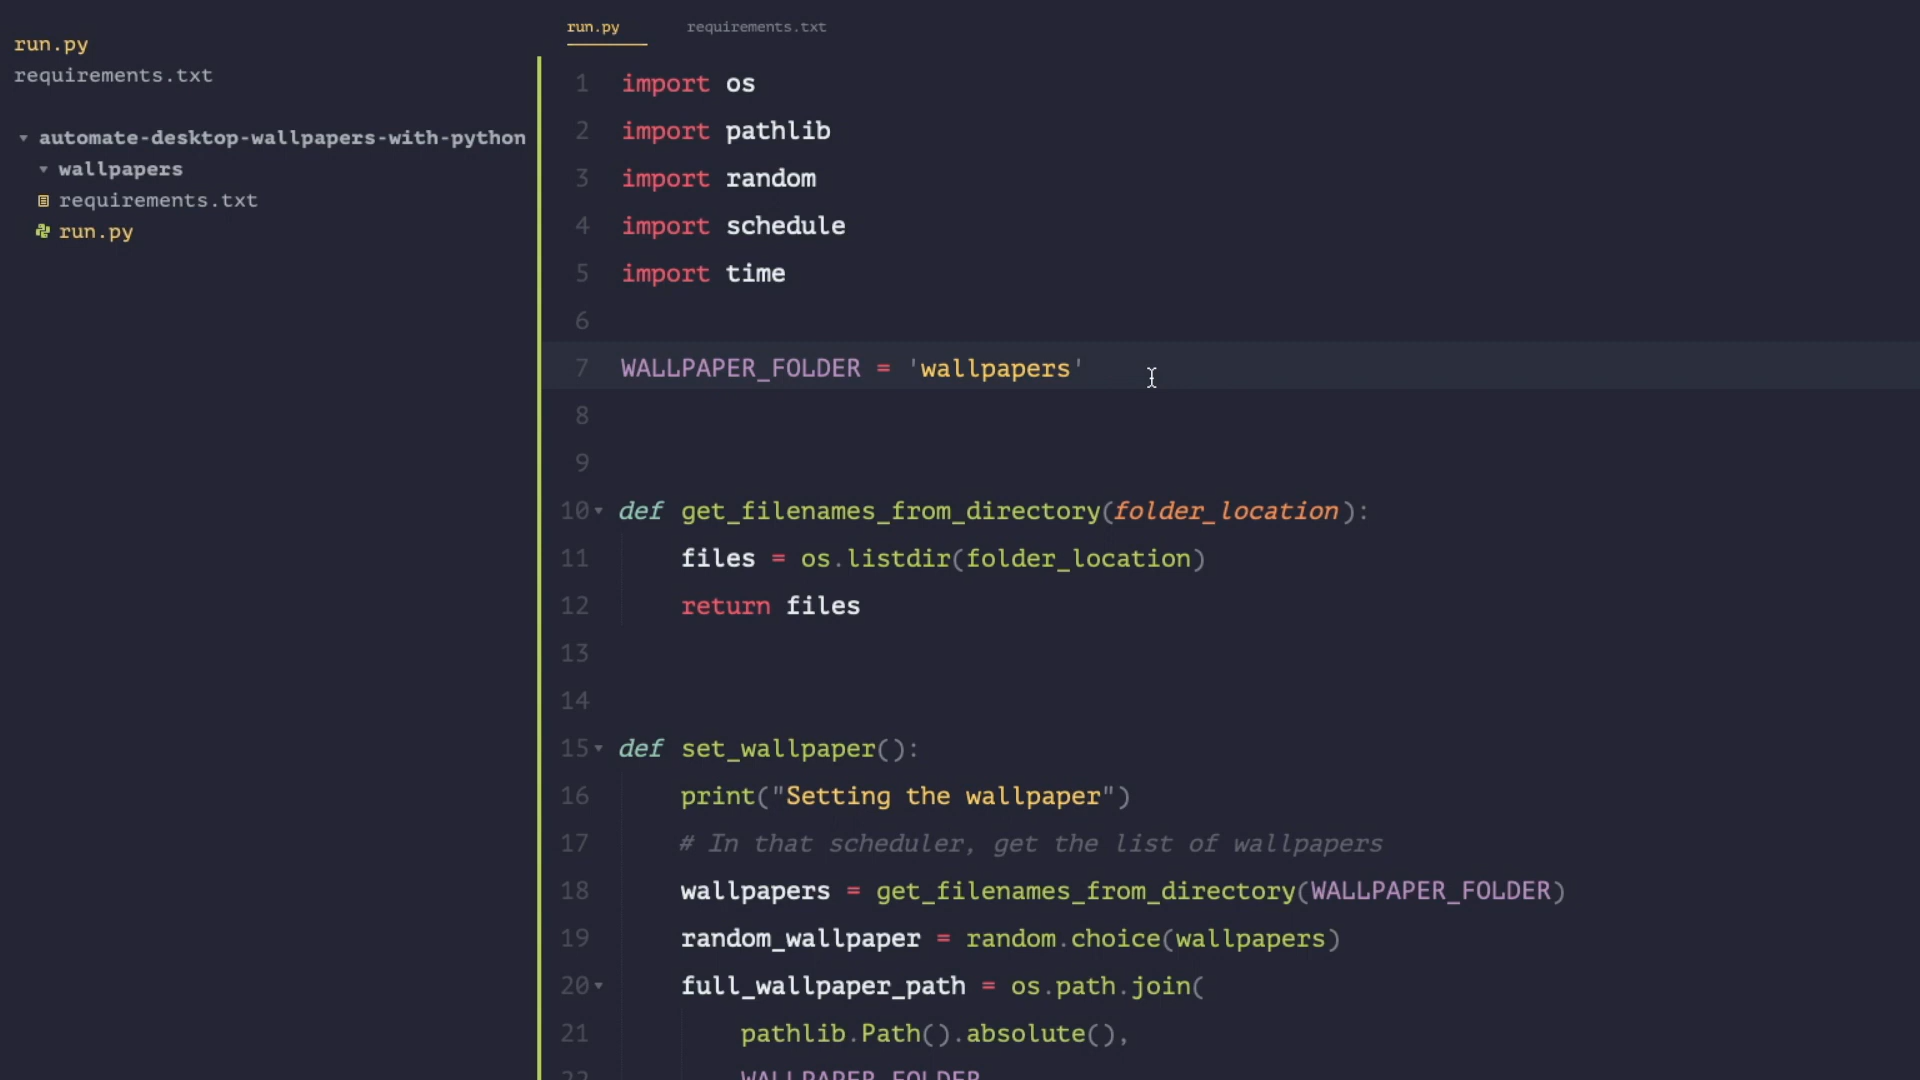 run.py
requirements.txt
automate-desktop-wallpapers-with-python
wallpapers
requirements.txt
run.py
run.py requirements.txt
1 import os
2 import pathlib
3 import random
4 import schedule
5 import time
6
7 WALLPAPER_FOLDER = 'wallpapers'
8
9
10 def get_filenames_from_directory(folder_location):
11     files = os.listdir(folder_location)
12     return files
13
14
15 def set_wallpaper():
16     print("Setting the wallpaper")
17     # In that scheduler, get the list of wallpapers
18     wallpapers = get_filenames_from_directory(WALLPAPER_FOLDER)
19     random_wallpaper = random.choice(wallpapers)
20     full_wallpaper_path = os.path.join(
21         pathlib.Path().absolute(),
22         WALLPAPER_FOLDER